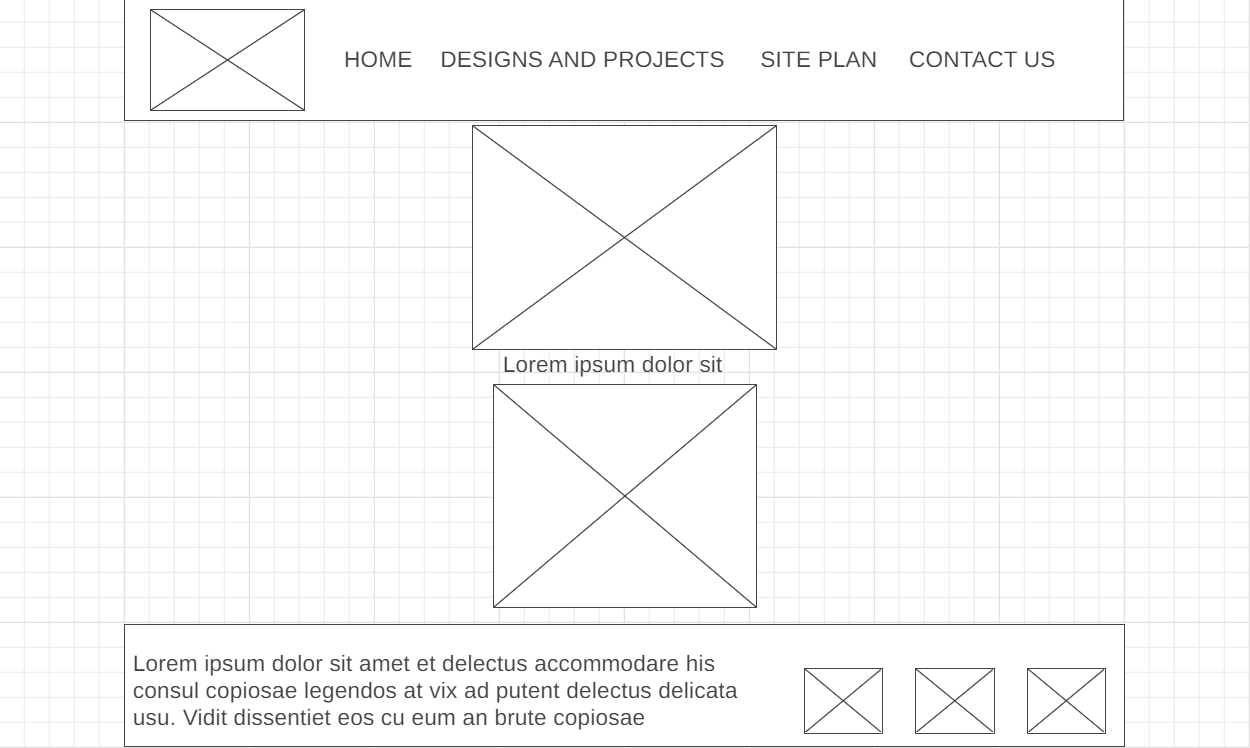 HOME DESIGNS AND PROJECTS SITE PLAN CONTACT US
Lorem ipsum dolor sit
Lorem ipsum dolor sit amet et delectus accommodare his
consul copiosae legendos at vix ad putent delectus delicata
usu. Vidit dissentiet eos cu eum an brute copiosae